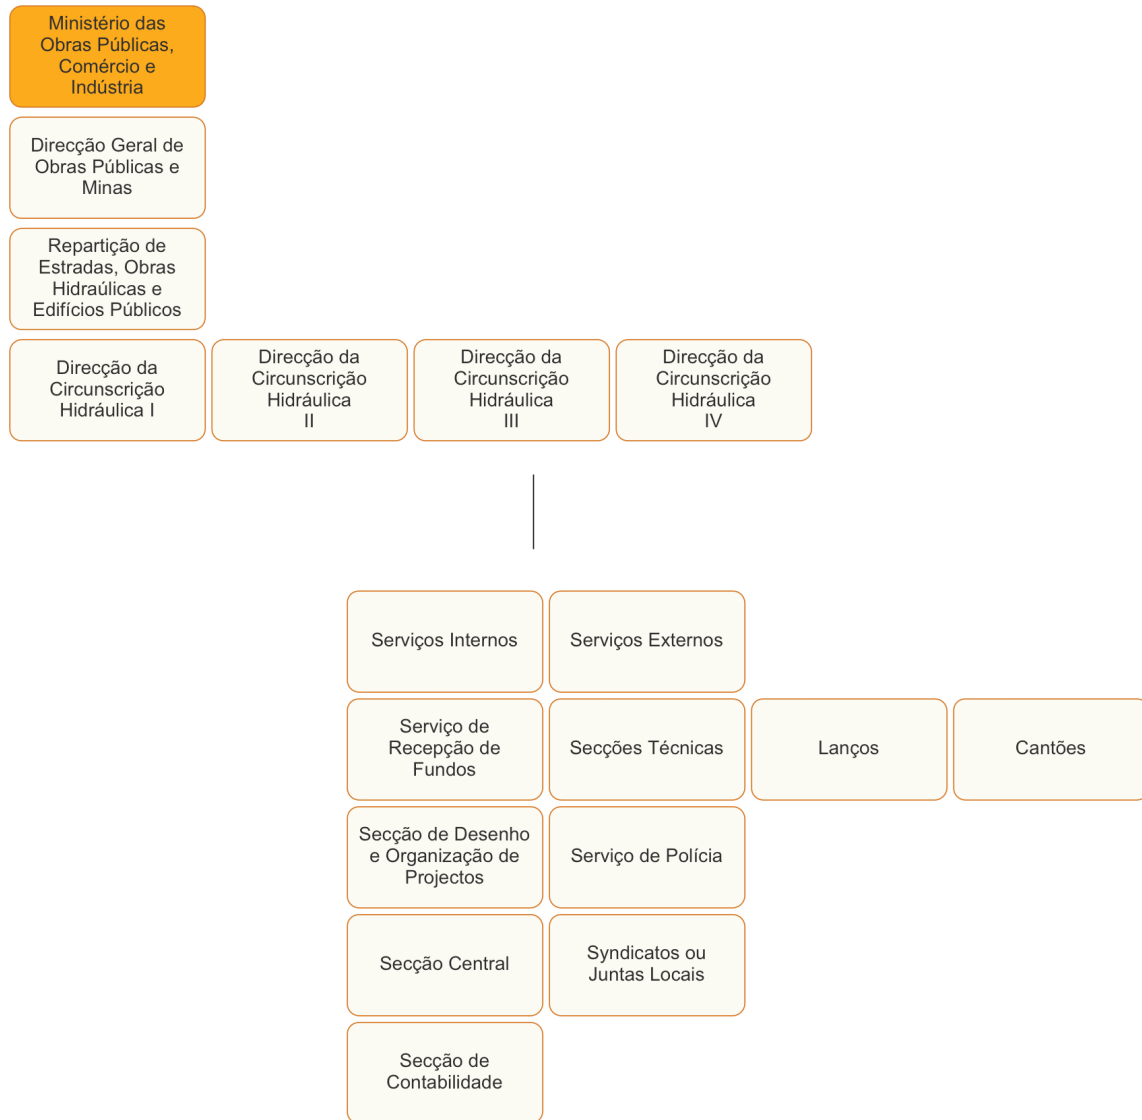 Ministério das
Obras Públicas,
Comércio e
Indústria
Direcção Geral de
Obras Públicas e
Minas
Repartição de
Estradas, Obras
Hidraúlicas e
Edifícios Públicos
Direcção da
Circunscrição
Hidráulica I
Direcção da
Circunscrição
Hidráulica
II
Direcção da
Circunscrição
Hidráulica
III
Direcção da
Circunscrição
Hidráulica
IV
Serviços Internos
Serviços Externos
Serviço de
Recepção de
Fundos
Secções Técnicas
Lanços
Cantões
Secção de Desenho
e Organização de
Projectos
Serviço de Polícia
Secção Central
Syndicatos ou
Juntas Locais
Secção de
Contabilidade